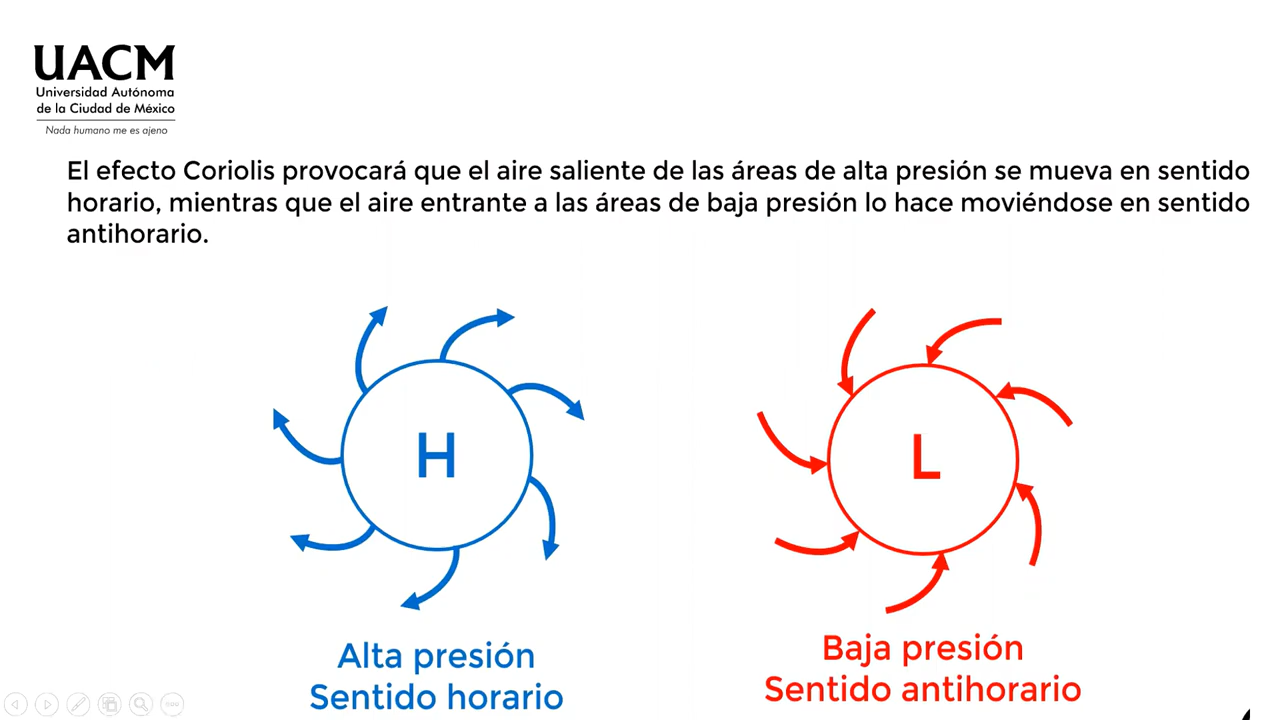 UACM
Universidad Autónoma
de la Ciudad de México
Nada humano me es ajeno
El efecto Coriolis provocará que el aire saliente de las áreas de alta presión se mueva en sentido
horario, mientras que el aire entrante a las áreas de baja presión lo hace moviéndose en sentido
antihorario.
H
L
Alta presión
Sentido horario
Baja presión
Sentido antihorario